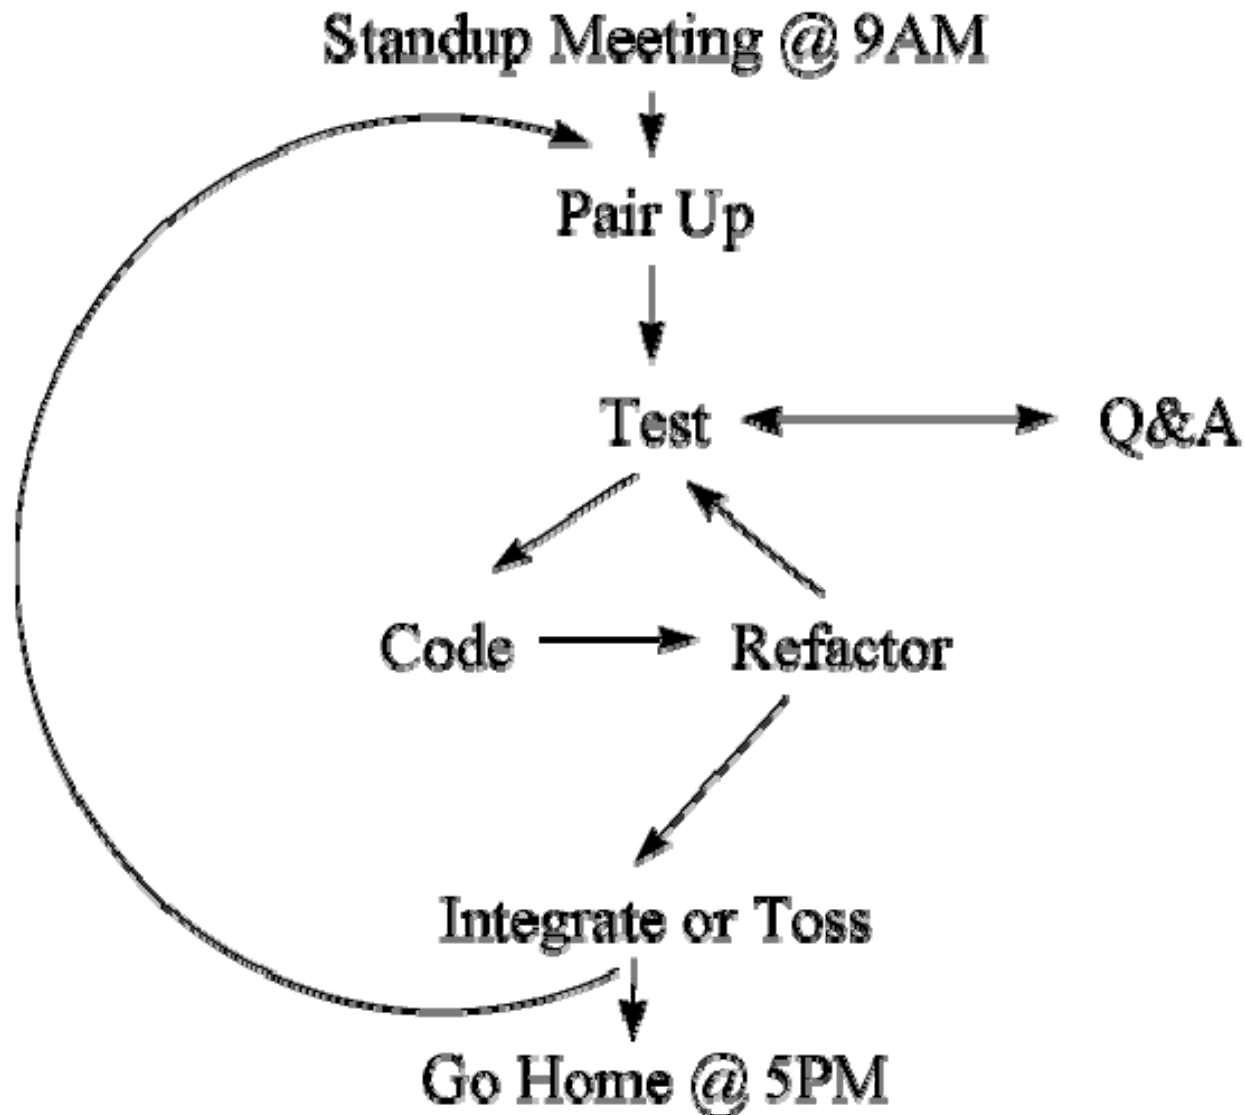 Standup Meeting @ 9AM
Pair Up
Test
Q&A
Code
Refactor
Integrate or Toss
Go Home @ 5PM